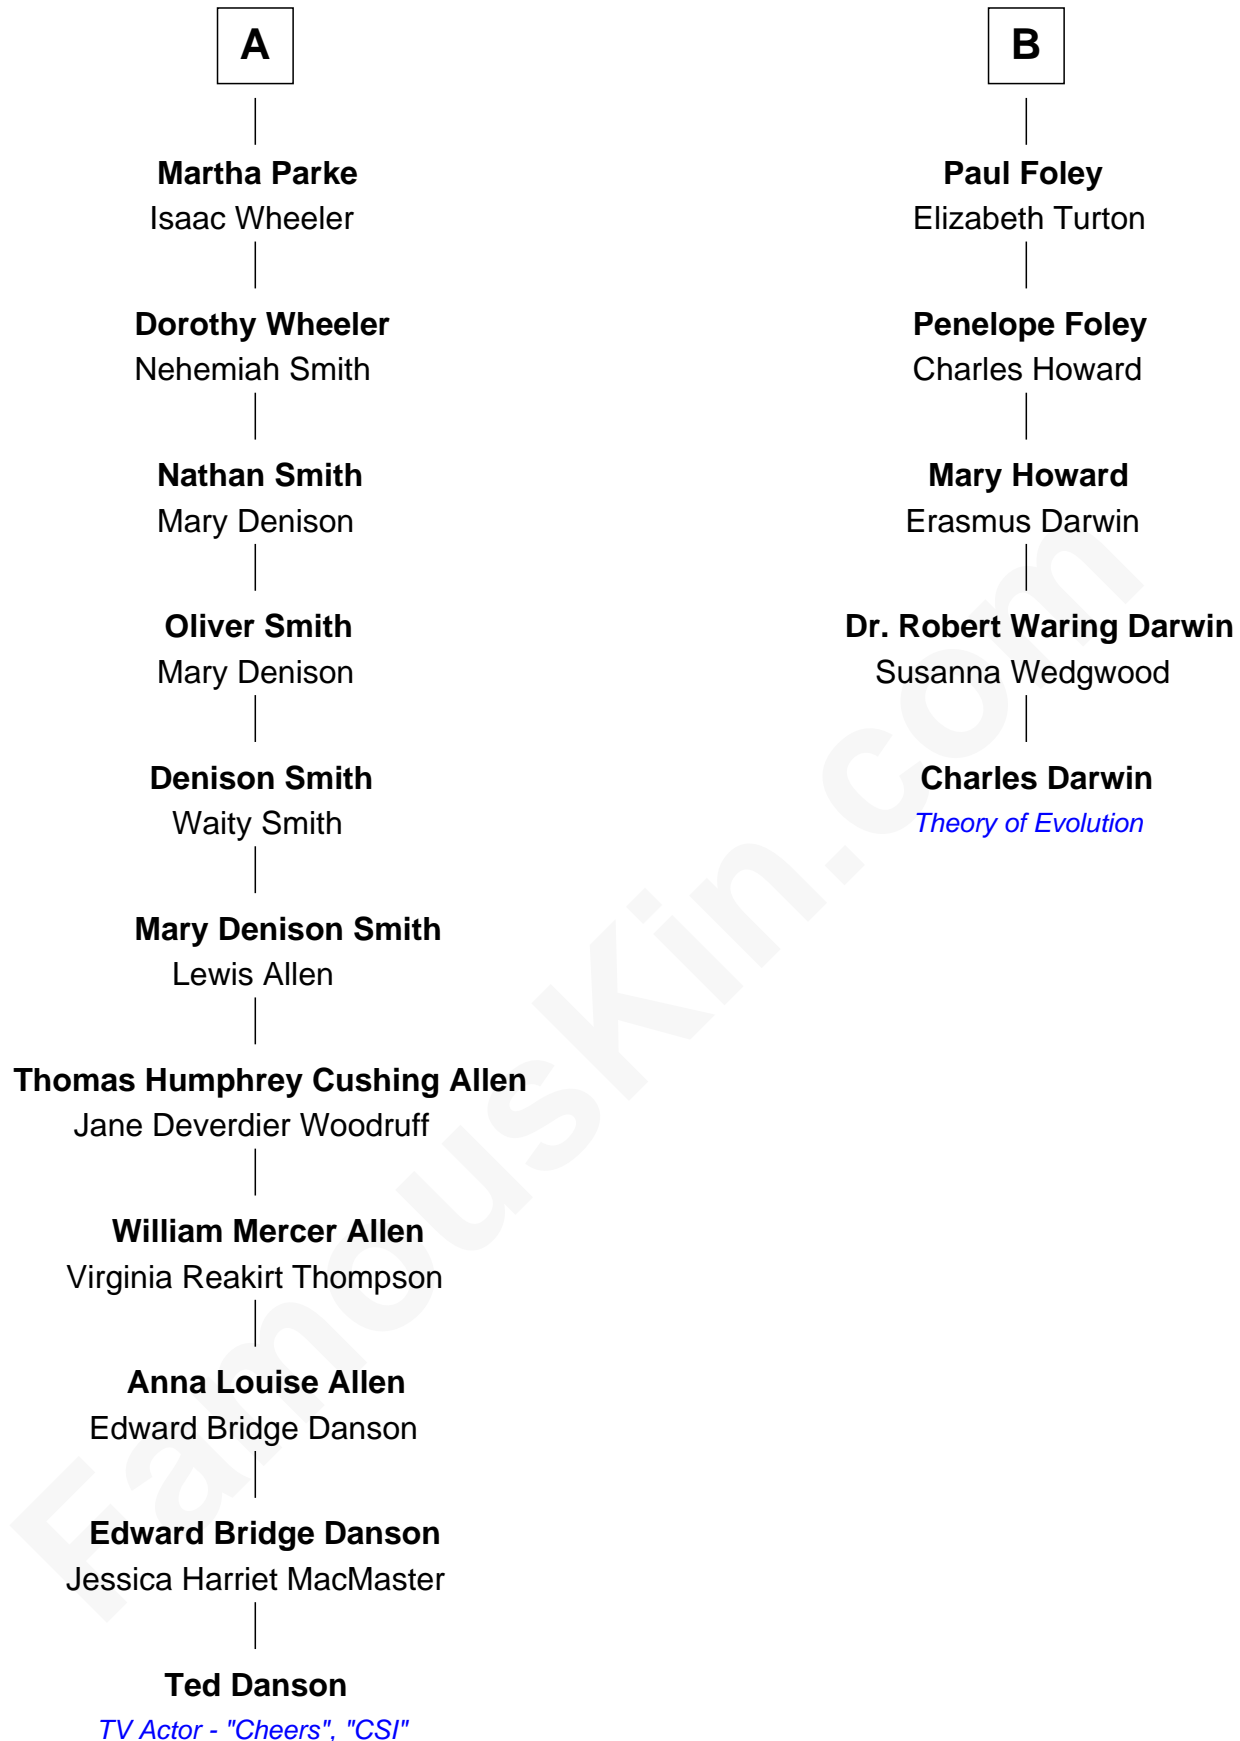 A
Martha Parke
Isaac Wheeler
Dorothy Wheeler
Nehemiah Smith
Nathan Smith
Mary Denison
Oliver Smith
Mary Denison
Denison Smith
Waity Smith
Mary Denison Smith
Lewis Allen
Thomas Humphrey Cushing Allen
Jane Deverdier Woodruff
William Mercer Allen
Virginia Reakirt Thompson
Anna Louise Allen
Edward Bridge Danson
Edward Bridge Danson
Jessica Harriet MacMaster
Ted Danson
TV Actor - "Cheers", "CSI"
B
Paul Foley
Elizabeth Turton
Penelope Foley
Charles Howard
Mary Howard
Erasmus Darwin
Dr. Robert Waring Darwin
Susanna Wedgwood
Charles Darwin
Theory of Evolution
FamousKin.com